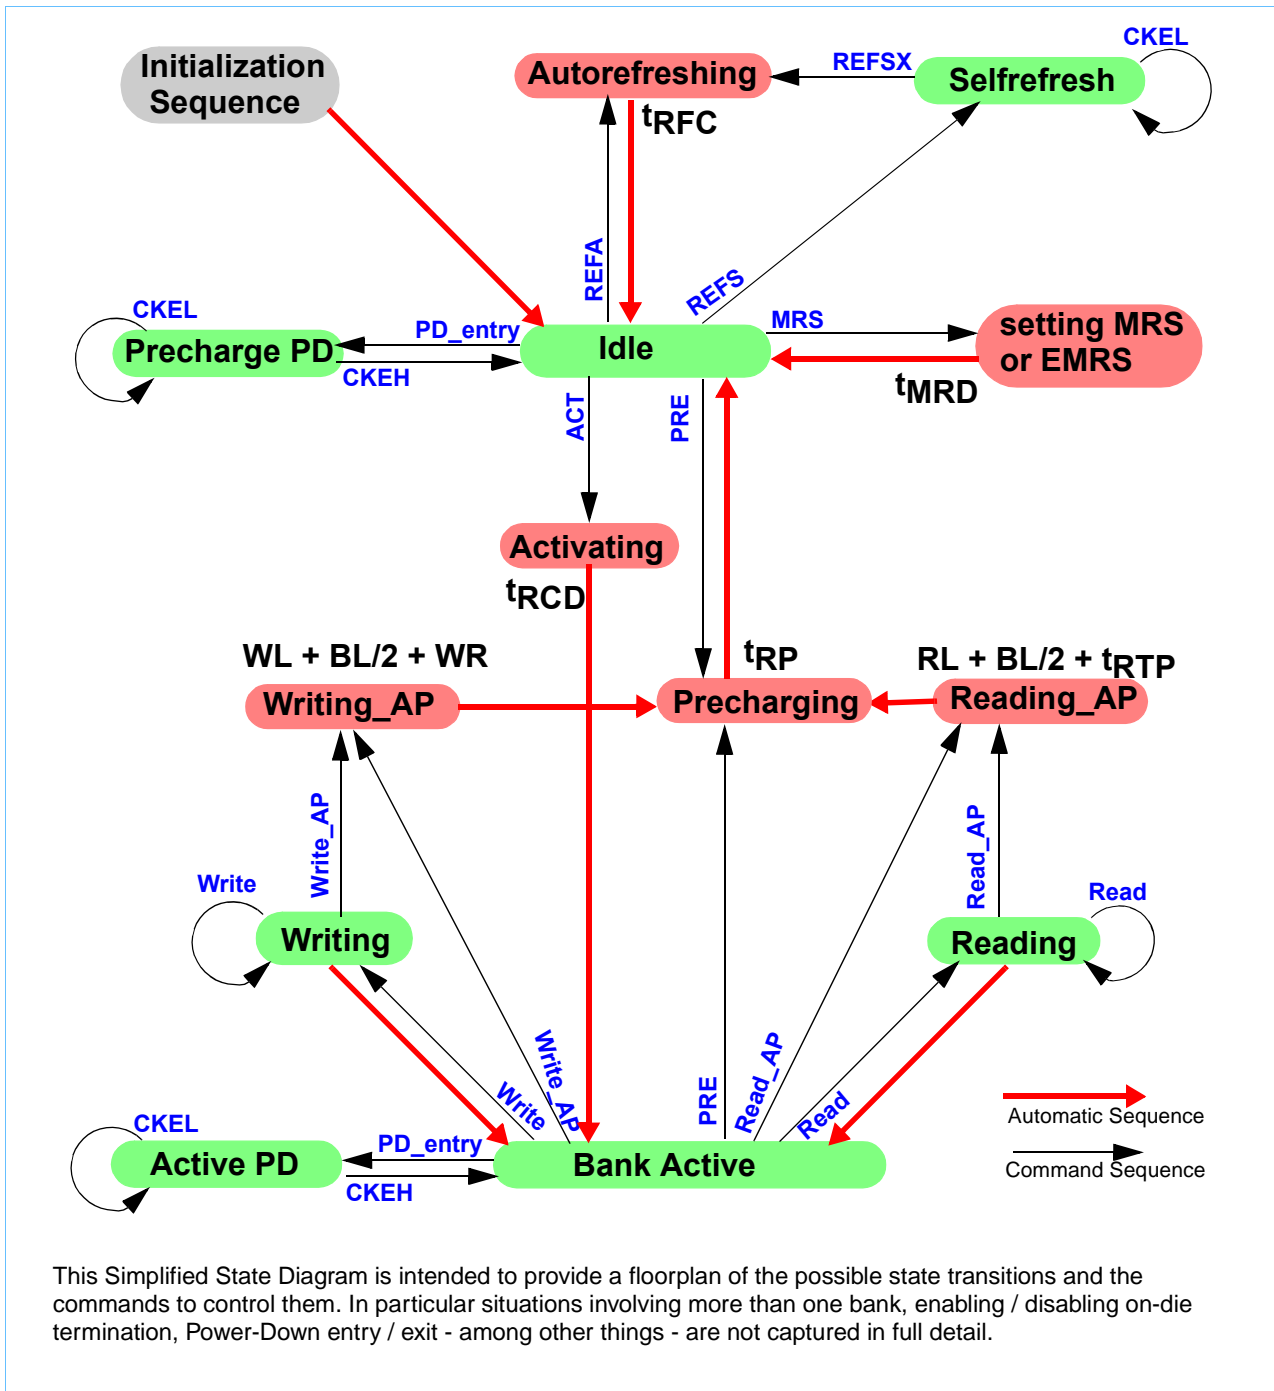 CKEL
Initialization
Sequence
Autorefreshing
REFSX
Selfrefresh
tRFC
REFA
REFS
CKEL
Precharge PD
PD_entry
CKEH
Idle
MRS
setting MRS
or EMRS
tMRD
ACT
PRE
Activating
tRCD
WL + BL/2 + WR
tRP
RL + BL/2 + tRTP
Writing_AP
Precharging
Reading_AP
Write_AP
Read_AP
Write
Writing
Reading
Read
Write_AP
Write
PRE
Read_AP
Read
CKEL
Active PD
PD_entry
CKEH
Bank Active
Automatic Sequence
Command Sequence
This Simplified State Diagram is intended to provide a floorplan of the possible state transitions and the
commands to control them. In particular situations involving more than one bank, enabling / disabling on-die
termination, Power-Down entry / exit - among other things - are not captured in full detail.